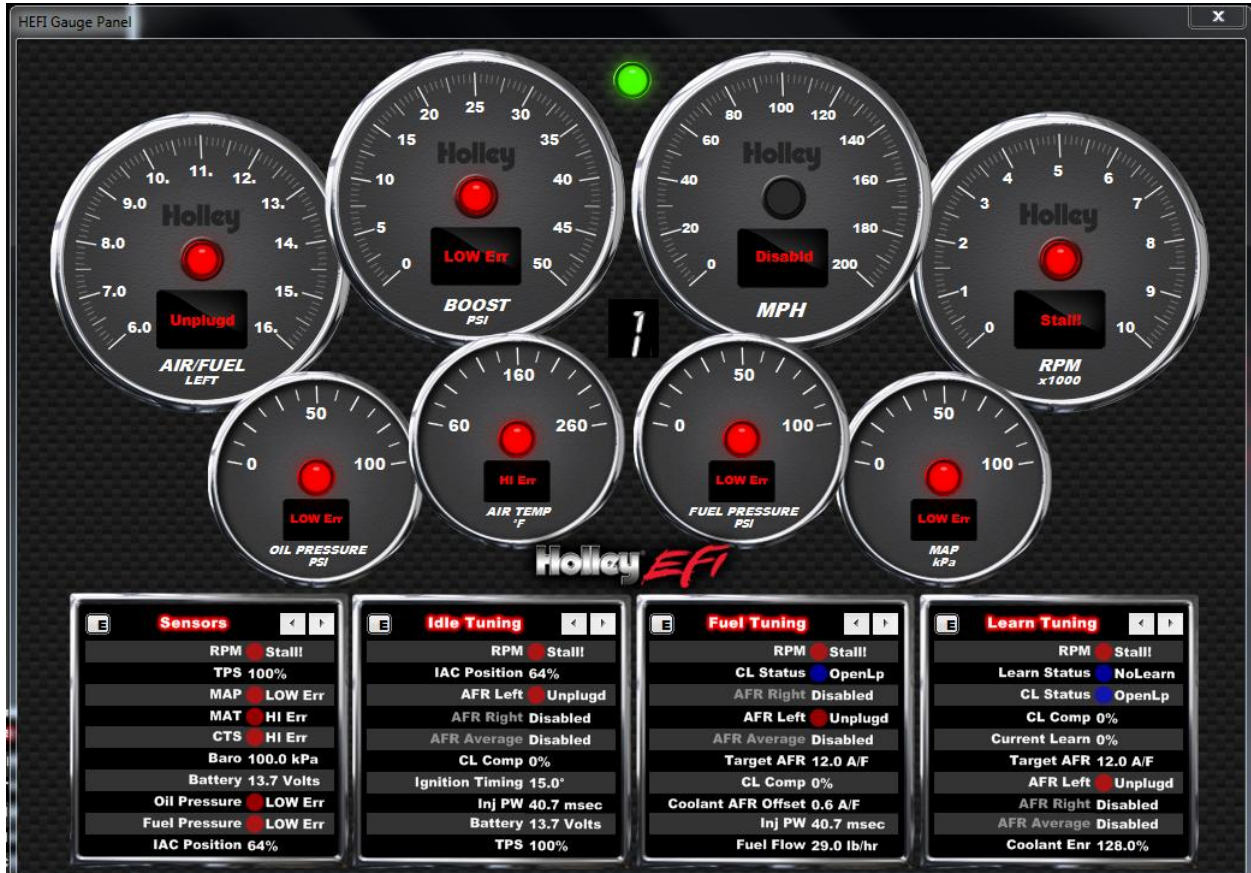 HEFI Gauge Panel
x
6.0 7.0 8.0 9.0 10. 11. 12. 13. 14. 15. 16.
Holley
Unplugd
AIR/FUEL
LEFT
0 5 10 15 20 25 30 35 40 45 50
Holley
LOW Err
BOOST
PSI
0 20 40 60 80 100 120 140 160 180 200
Holley
Disabld
MPH
0 1 2 3 4 5 6 7 8 9 10
Holley
Stall!
RPM
x1000
0 50 100
LOW Err
OIL PRESSURE
PSI
60 160 260
HI Err
AIR TEMP
°F
0 50 100
LOW Err
FUEL PRESSURE
PSI
0 50 100
LOW Err
MAP
kPa
Holley EFI
E Sensors
RPM Stall!
TPS 100%
MAP LOW Err
MAT HI Err
CTS HI Err
Baro 100.0 kPa
Battery 13.7 Volts
Oil Pressure LOW Err
Fuel Pressure LOW Err
IAC Position 64%
E Idle Tuning
RPM Stall!
IAC Position 64%
AFR Left Unplugd
AFR Right Disabled
AFR Average Disabled
CL Comp 0%
Ignition Timing 15.0°
Inj PW 40.7 msec
Battery 13.7 Volts
TPS 100%
E Fuel Tuning
RPM Stall!
CL Status OpenLp
AFR Right Disabled
AFR Left Unplugd
AFR Average Disabled
Target AFR 12.0 A/F
CL Comp 0%
Coolant AFR Offset 0.6 A/F
Inj PW 40.7 msec
Fuel Flow 29.0 lb/hr
E Learn Tuning
RPM Stall!
Learn Status NoLearn
CL Status OpenLp
CL Comp 0%
Current Learn 0%
Target AFR 12.0 A/F
AFR Left Unplugd
AFR Right Disabled
AFR Average Disabled
Coolant Enr 128.0%